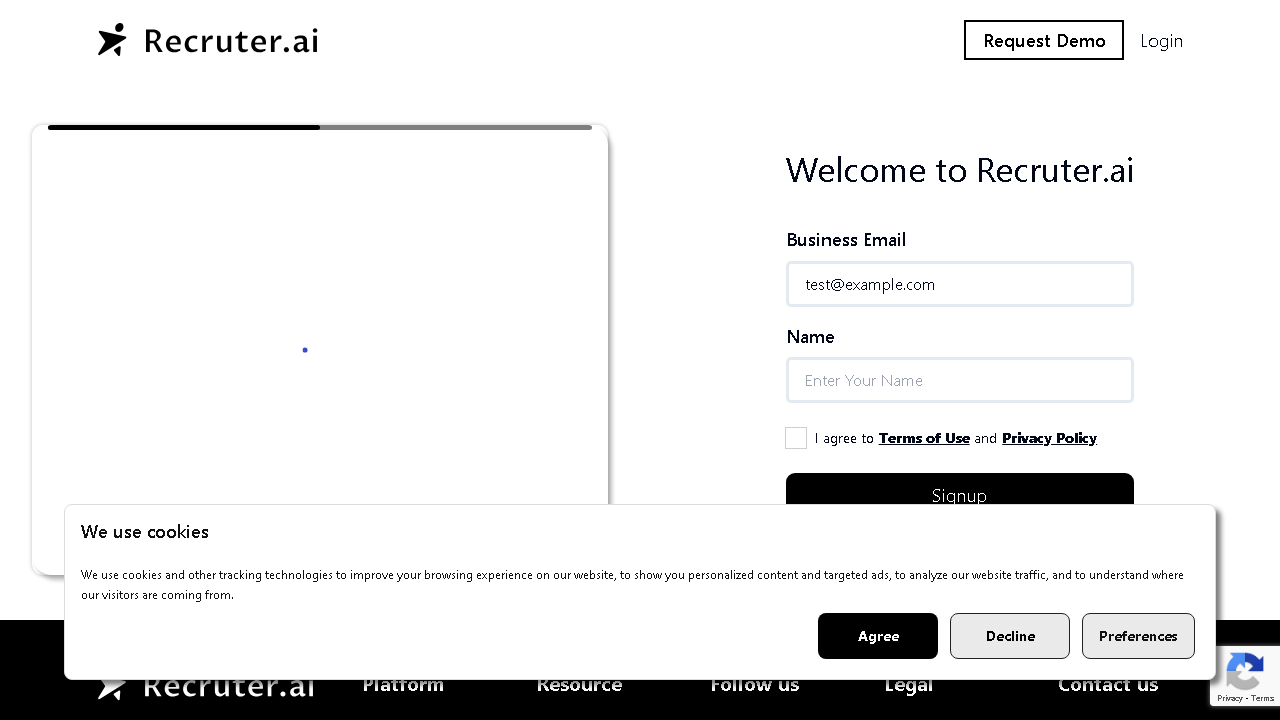 Recruter.ai
Request Demo
Login
Welcome to Recruter.ai
Business Email
test@example.com
Name
Enter Your Name
I agree to Terms of Use and Privacy Policy
Signup
We use cookies
We use cookies and other tracking technologies to improve your browsing experience on our website, to show you personalized content and targeted ads, to analyze our website traffic, and to understand where
our visitors are coming from.
Agree
Decline
Preferences
Recruter.ai
Platform
Resource
Follow us
Legal
Contact us
Privacy - Terms